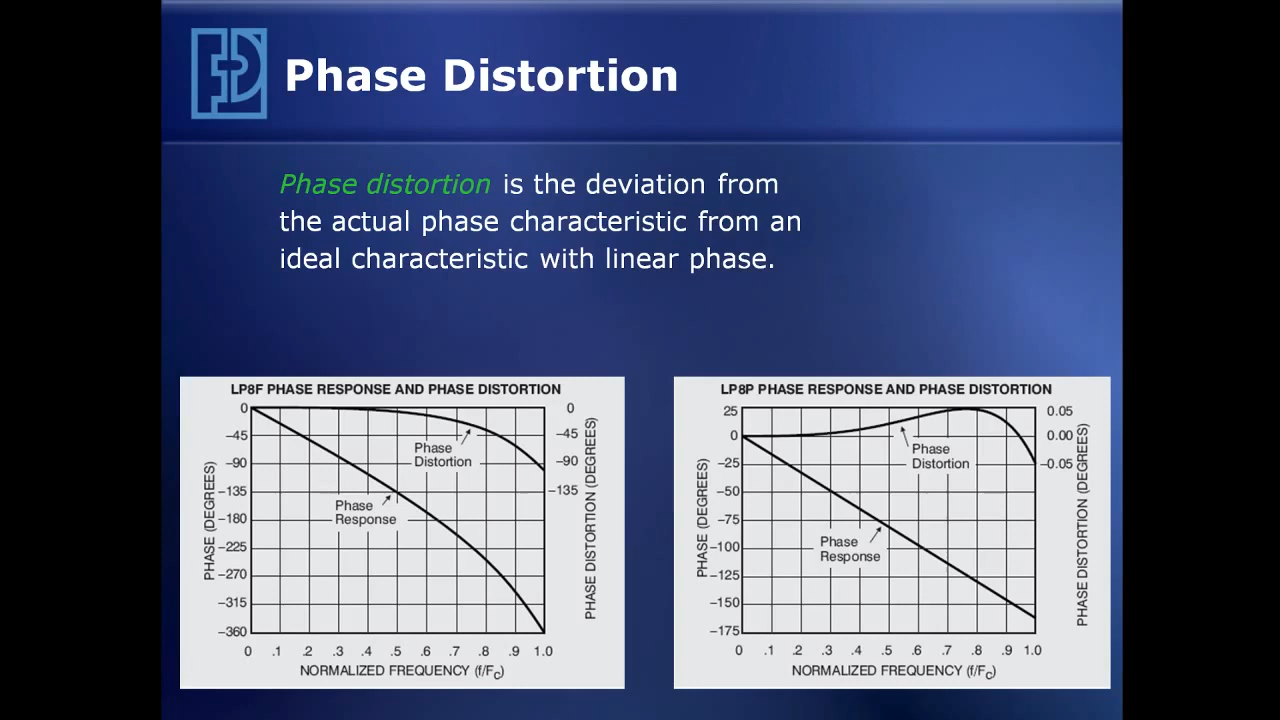 Phase Distortion
Phase distortion is the deviation from
the actual phase characteristic from an
ideal characteristic with linear phase.
LP8F PHASE RESPONSE AND PHASE DISTORTION
PHASE (DEGREES)
0
–45
–90
–135
–180
–225
–270
–315
–360
Phase
Distortion
Phase
Response
0
–45
–90
–135
PHASE DISTORTION (DEGREES)
0 .1 .2 .3 .4 .5 .6 .7 .8 .9 1.0
NORMALIZED FREQUENCY (f/Fc)
LP8P PHASE RESPONSE AND PHASE DISTORTION
PHASE (DEGREES)
25
0
–25
–50
–75
–100
–125
–150
–175
Phase
Distortion
Phase
Response
0.05
0.00
–0.05
PHASE DISTORTION (DEGREES)
0 .1 .2 .3 .4 .5 .6 .7 .8 .9 1.0
NORMALIZED FREQUENCY (f/Fc)